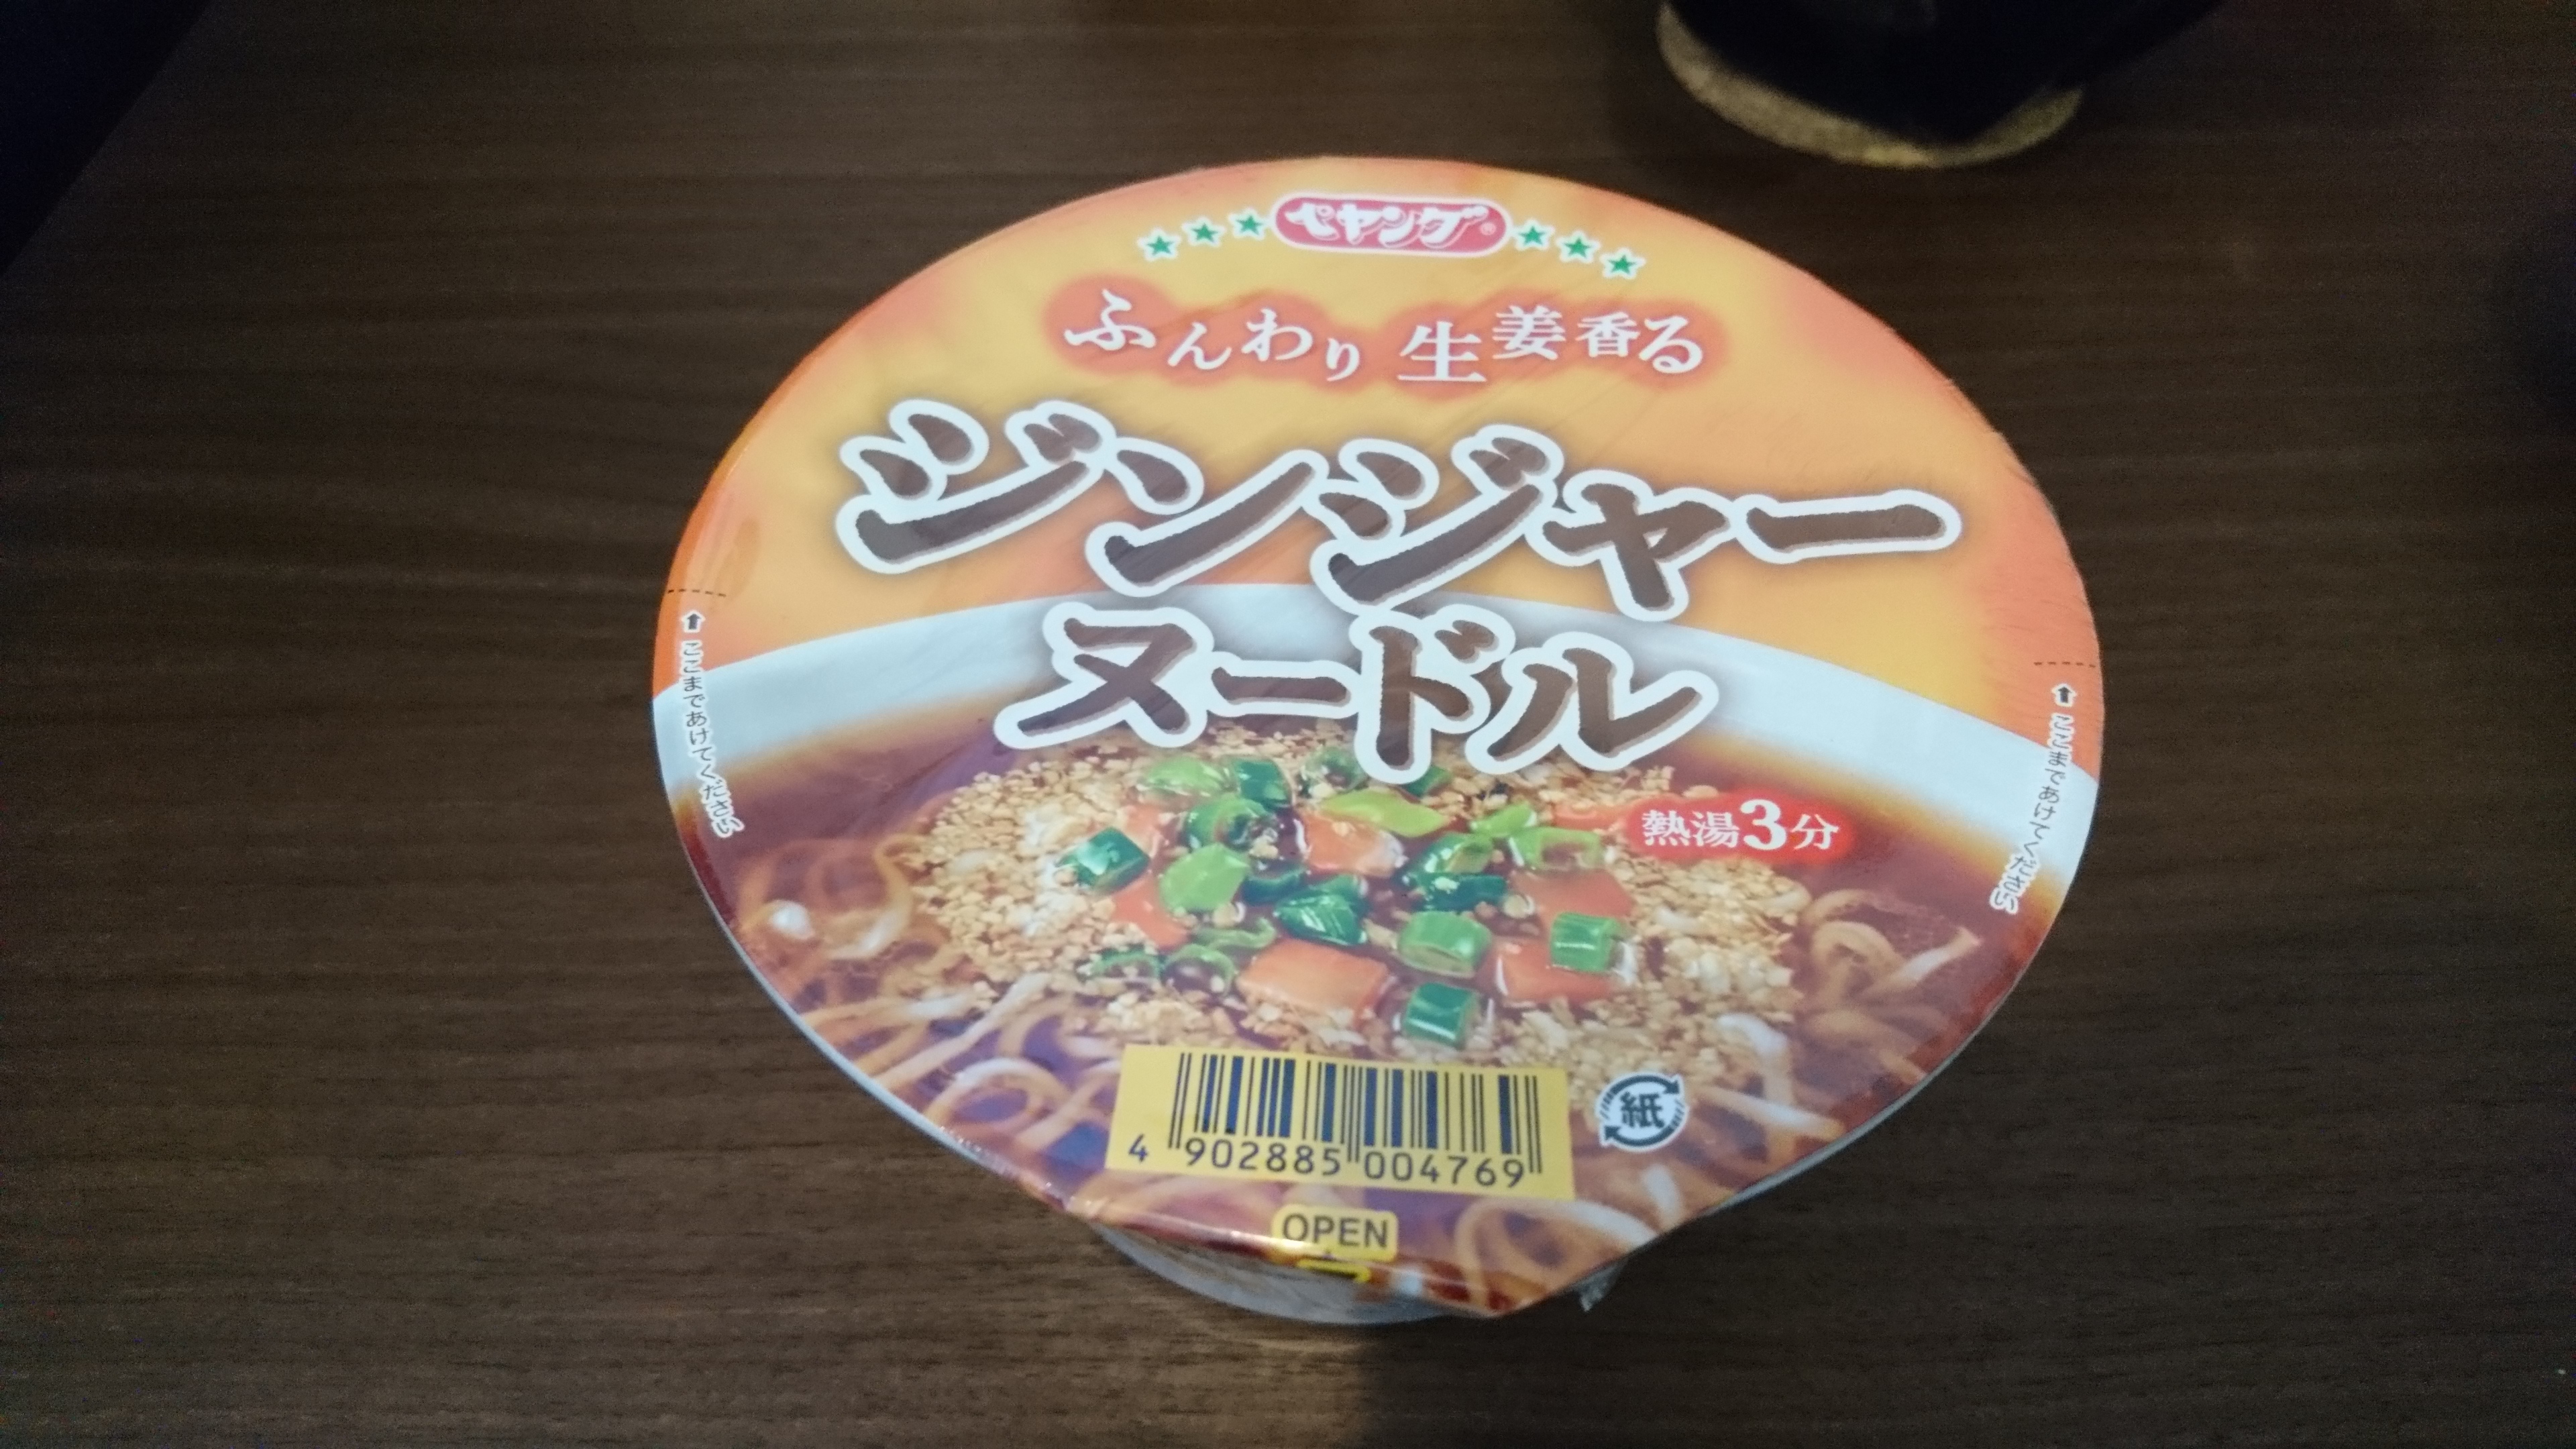 ペヤング®
ふんわり 生姜香る
ジンジャー
ヌードル
熱湯3分
ここまであけてください
ここまであけてください
4 902885 004769
紙
OPEN